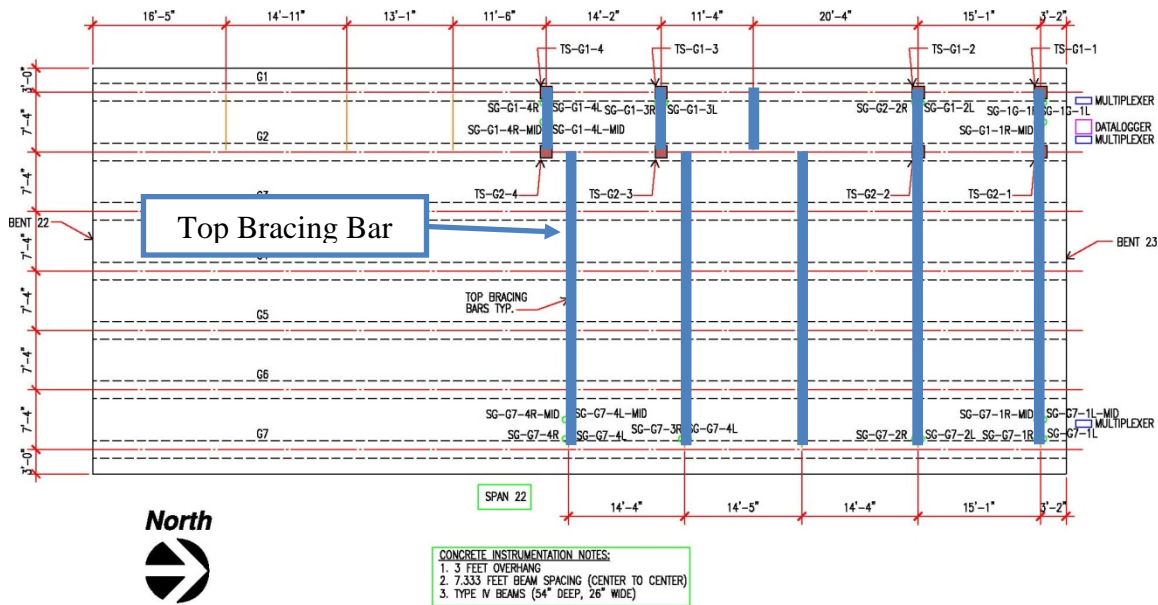 16'-5" 14'-11" 13'-1" 11'-6" 14'-2" 11'-4" 20'-4" 15'-1" 3'-2"
TS-G1-4 TS-G1-3 TS-G1-2 TS-G1-1
3'-0"
G1
SG-G1-4R SG-G1-4L SG-G1-3R SG-G1-3L SG-G2-2R SG-G1-2L SG-1G-1R SG-1G-1L
MULTIPLEXER
7'-4"
SG-G1-4R-MID SG-G1-4L-MID SG-G1-1R-MID
DATALOGGER
G2
MULTIPLEXER
TS-G2-4 TS-G2-3 TS-G2-2 TS-G2-1
7'-4"
BENT 22
Top Bracing Bar
BENT 23
7'-4"
TOP BRACING
BARS TYP.
G5
7'-4"
G6
7'-4"
SG-G7-4R-MID SG-G7-4L-MID SG-G7-1R-MID SG-G7-1L-MID
7'-4"
MULTIPLEXER
G7
SG-G7-4R SG-G7-4L SG-G7-3R SG-G7-4L SG-G7-2R SG-G7-2L SG-G7-1R SG-G7-1L
3'-0"
SPAN 22
14'-4" 14'-5" 14'-4" 15'-1" 3'-2"
North
CONCRETE INSTRUMENTATION NOTES:
1. 3 FEET OVERHANG
2. 7.333 FEET BEAM SPACING (CENTER TO CENTER)
3. TYPE IV BEAMS (54" DEEP, 26" WIDE)